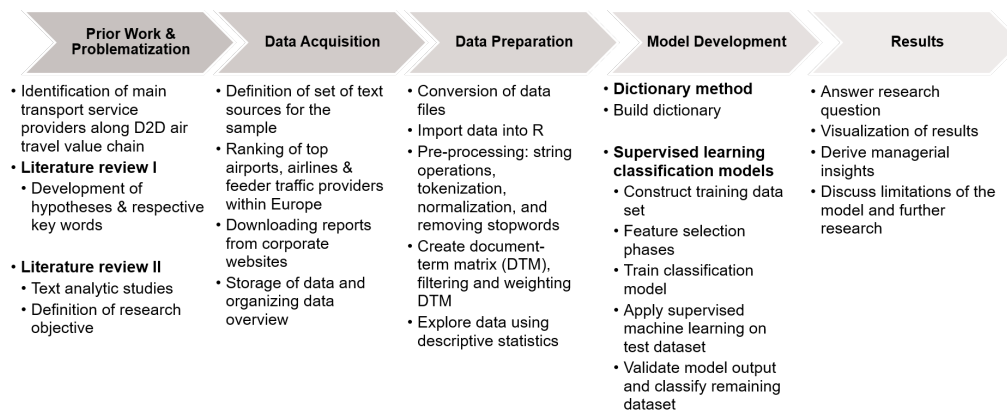 Prior Work &
Problematization
Data Acquisition
Data Preparation
Model Development
Results
• Identification of main
transport service
providers along D2D air
travel value chain
• Literature review I
• Development of
hypotheses & respective
key words
• Literature review II
• Text analytic studies
• Definition of research
objective
• Definition of set of text
sources for the
sample
• Ranking of top
airports, airlines &
feeder traffic providers
within Europe
• Downloading reports
from corporate
websites
• Storage of data and
organizing data
overview
• Conversion of data
files
• Import data into R
• Pre-processing: string
operations,
tokenization,
normalization, and
removing stopwords
• Create document-
term matrix (DTM),
filtering and weighting
DTM
• Explore data using
descriptive statistics
• Dictionary method
• Build dictionary
• Supervised learning
classification models
• Construct training data
set
• Feature selection
phases
• Train classification
model
• Apply supervised
machine learning on
test dataset
• Validate model output
and classify remaining
dataset
• Answer research
question
• Visualization of results
• Derive managerial
insights
• Discuss limitations of the
model and further
research